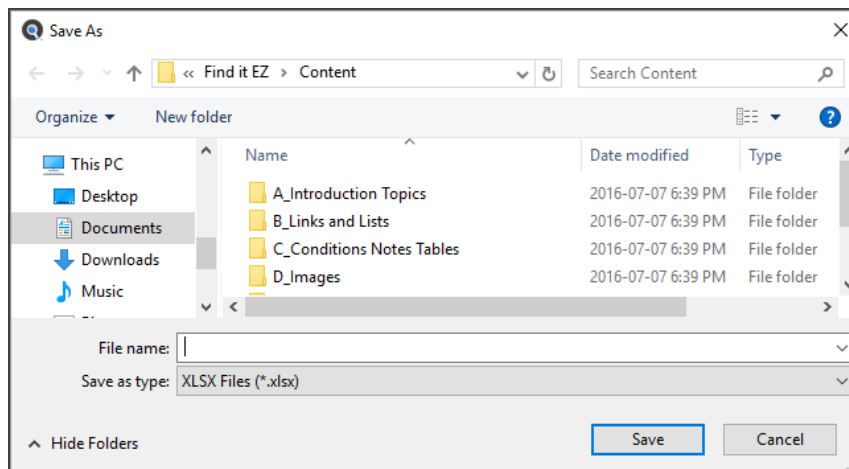 Save As
« Find it EZ > Content
Search Content
Organize
New folder
Name
Date modified
Type
This PC
Desktop
Documents
Downloads
Music
A_Introduction Topics 2016-07-07 6:39 PM File folder
B_Links and Lists 2016-07-07 6:39 PM File folder
C_Conditions Notes Tables 2016-07-07 6:39 PM File folder
D_Images 2016-07-07 6:39 PM File folder
File name:
Save as type: XLSX Files (*.xlsx)
Hide Folders
Save
Cancel